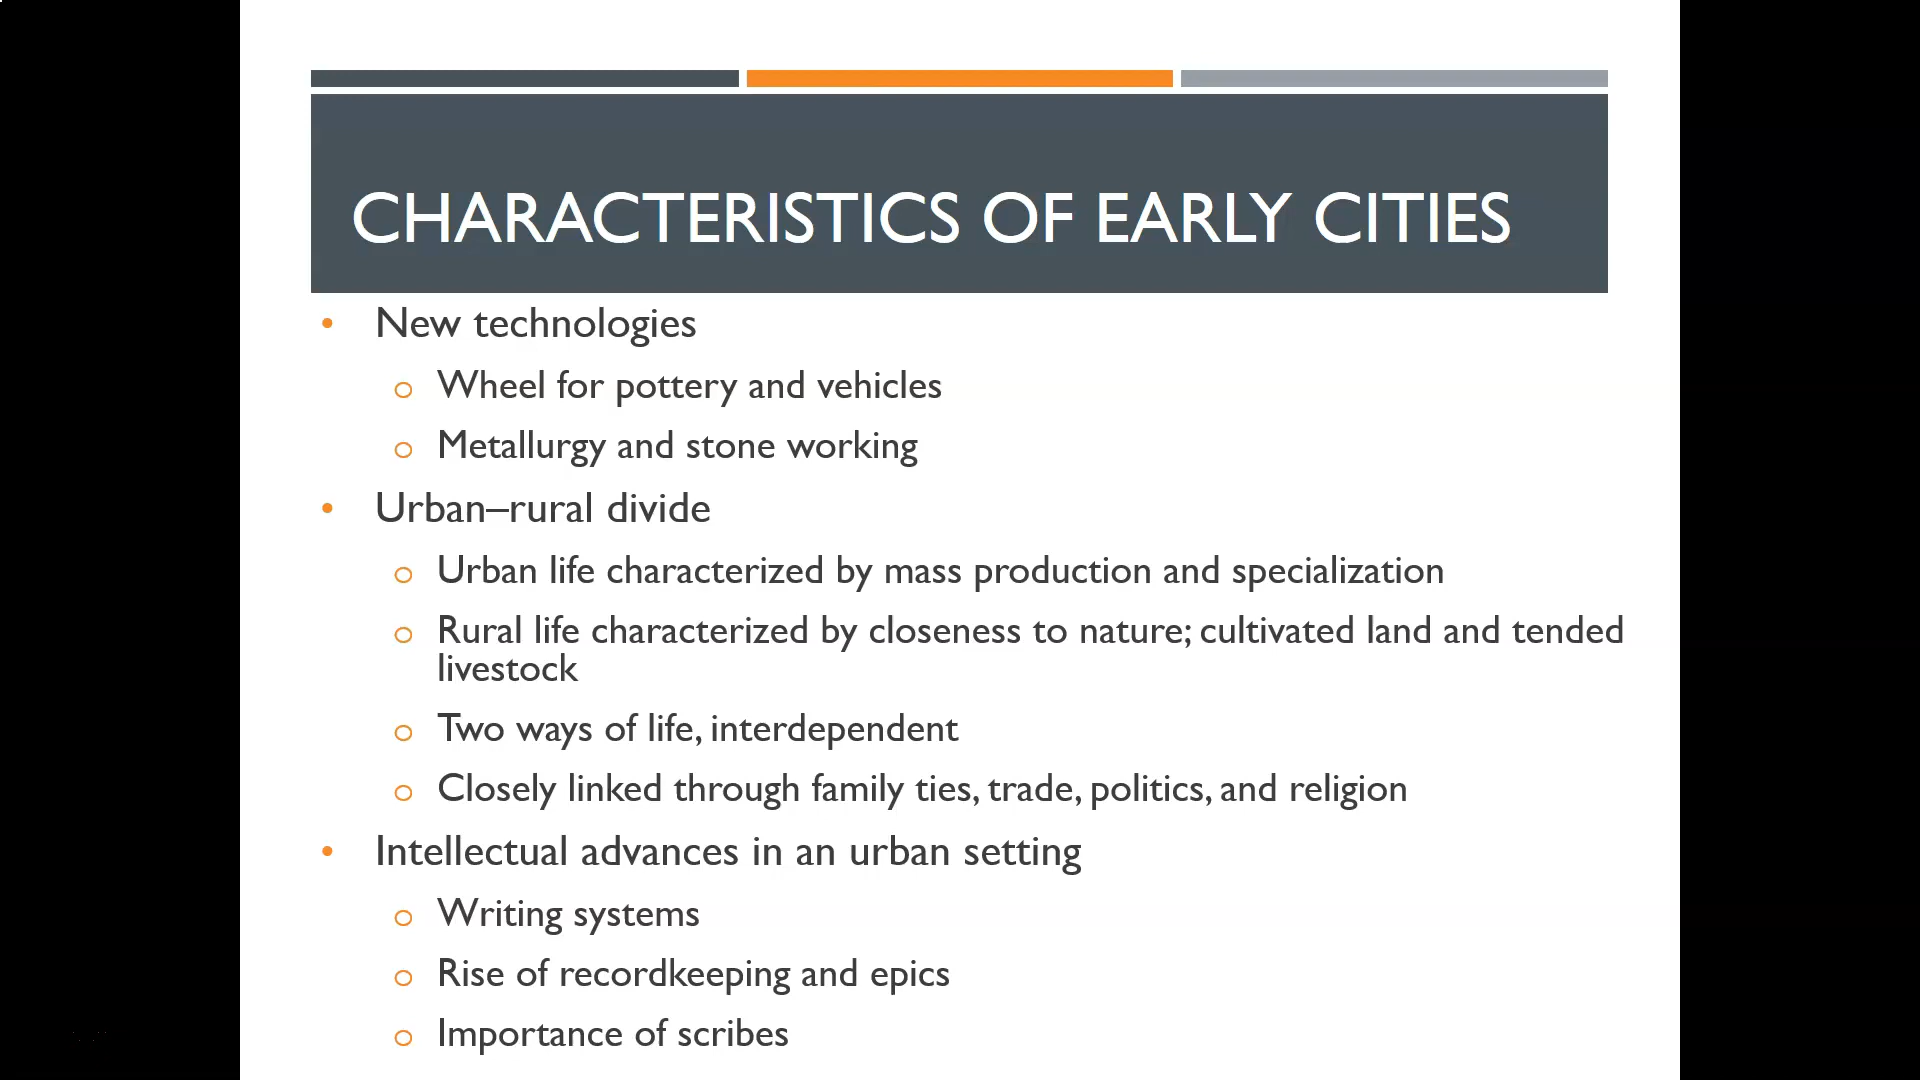 CHARACTERISTICS OF EARLY CITIES
• New technologies
o Wheel for pottery and vehicles
o Metallurgy and stone working
• Urban–rural divide
o Urban life characterized by mass production and specialization
o Rural life characterized by closeness to nature; cultivated land and tended
livestock
o Two ways of life, interdependent
o Closely linked through family ties, trade, politics, and religion
• Intellectual advances in an urban setting
o Writing systems
o Rise of recordkeeping and epics
o Importance of scribes